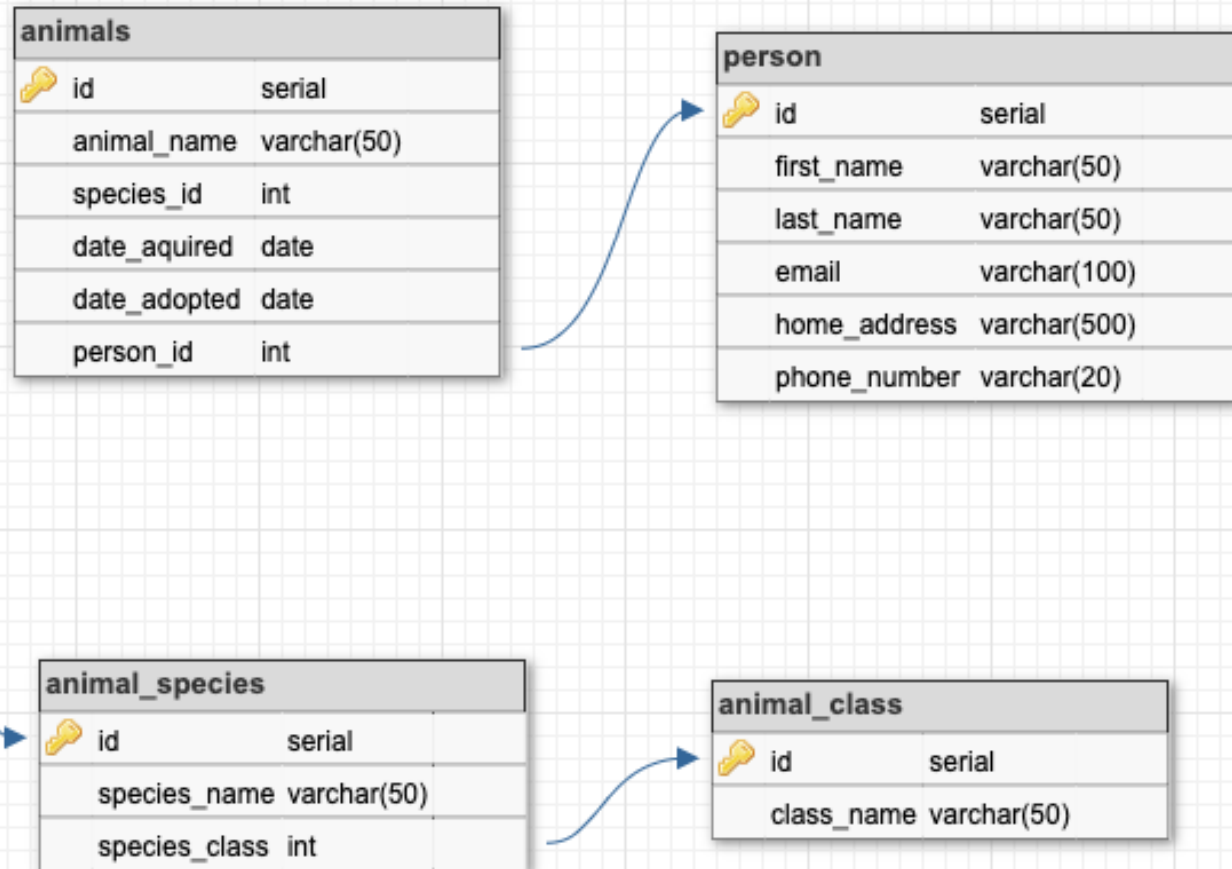 animals
id serial
animal_name varchar(50)
species_id int
date_aquired date
date_adopted date
person_id int
person
id serial
first_name varchar(50)
last_name varchar(50)
email varchar(100)
home_address varchar(500)
phone_number varchar(20)
animal_species
id serial
species_name varchar(50)
species_class int
animal_class
id serial
class_name varchar(50)